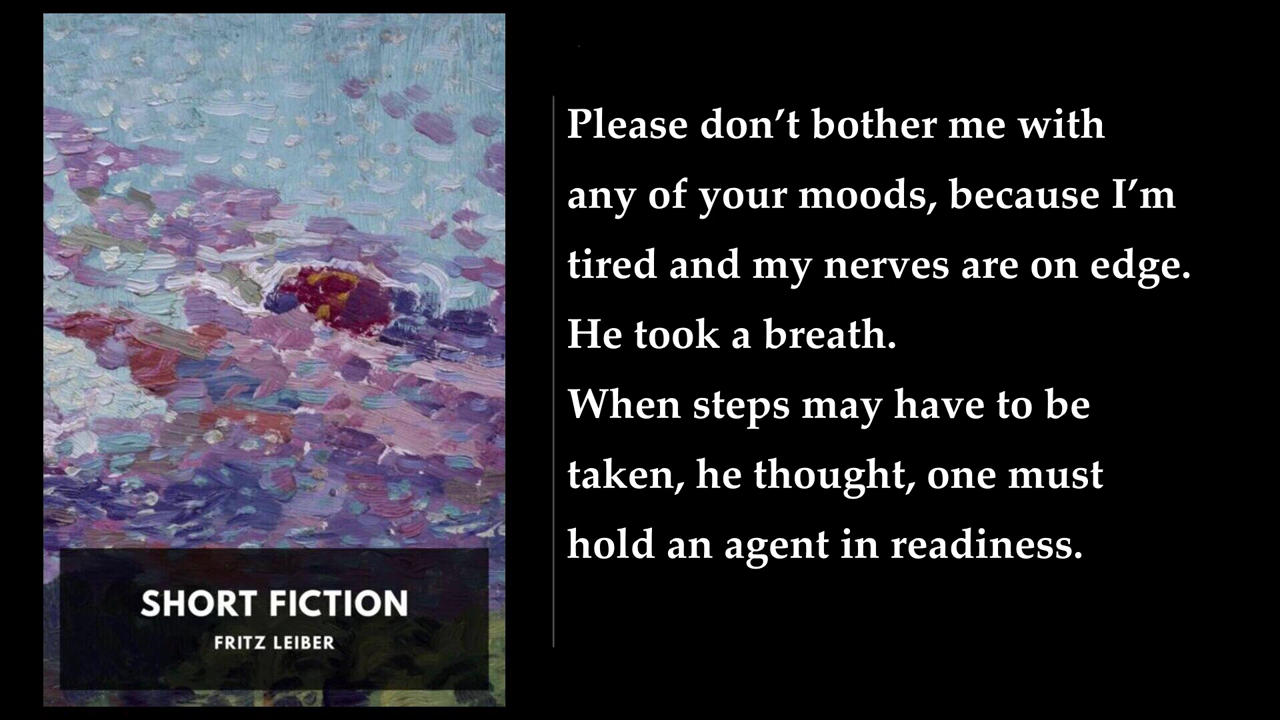 SHORT FICTION
FRITZ LEIBER
Please don’t bother me with
any of your moods, because I’m
tired and my nerves are on edge.
He took a breath.
When steps may have to be
taken, he thought, one must
hold an agent in readiness.